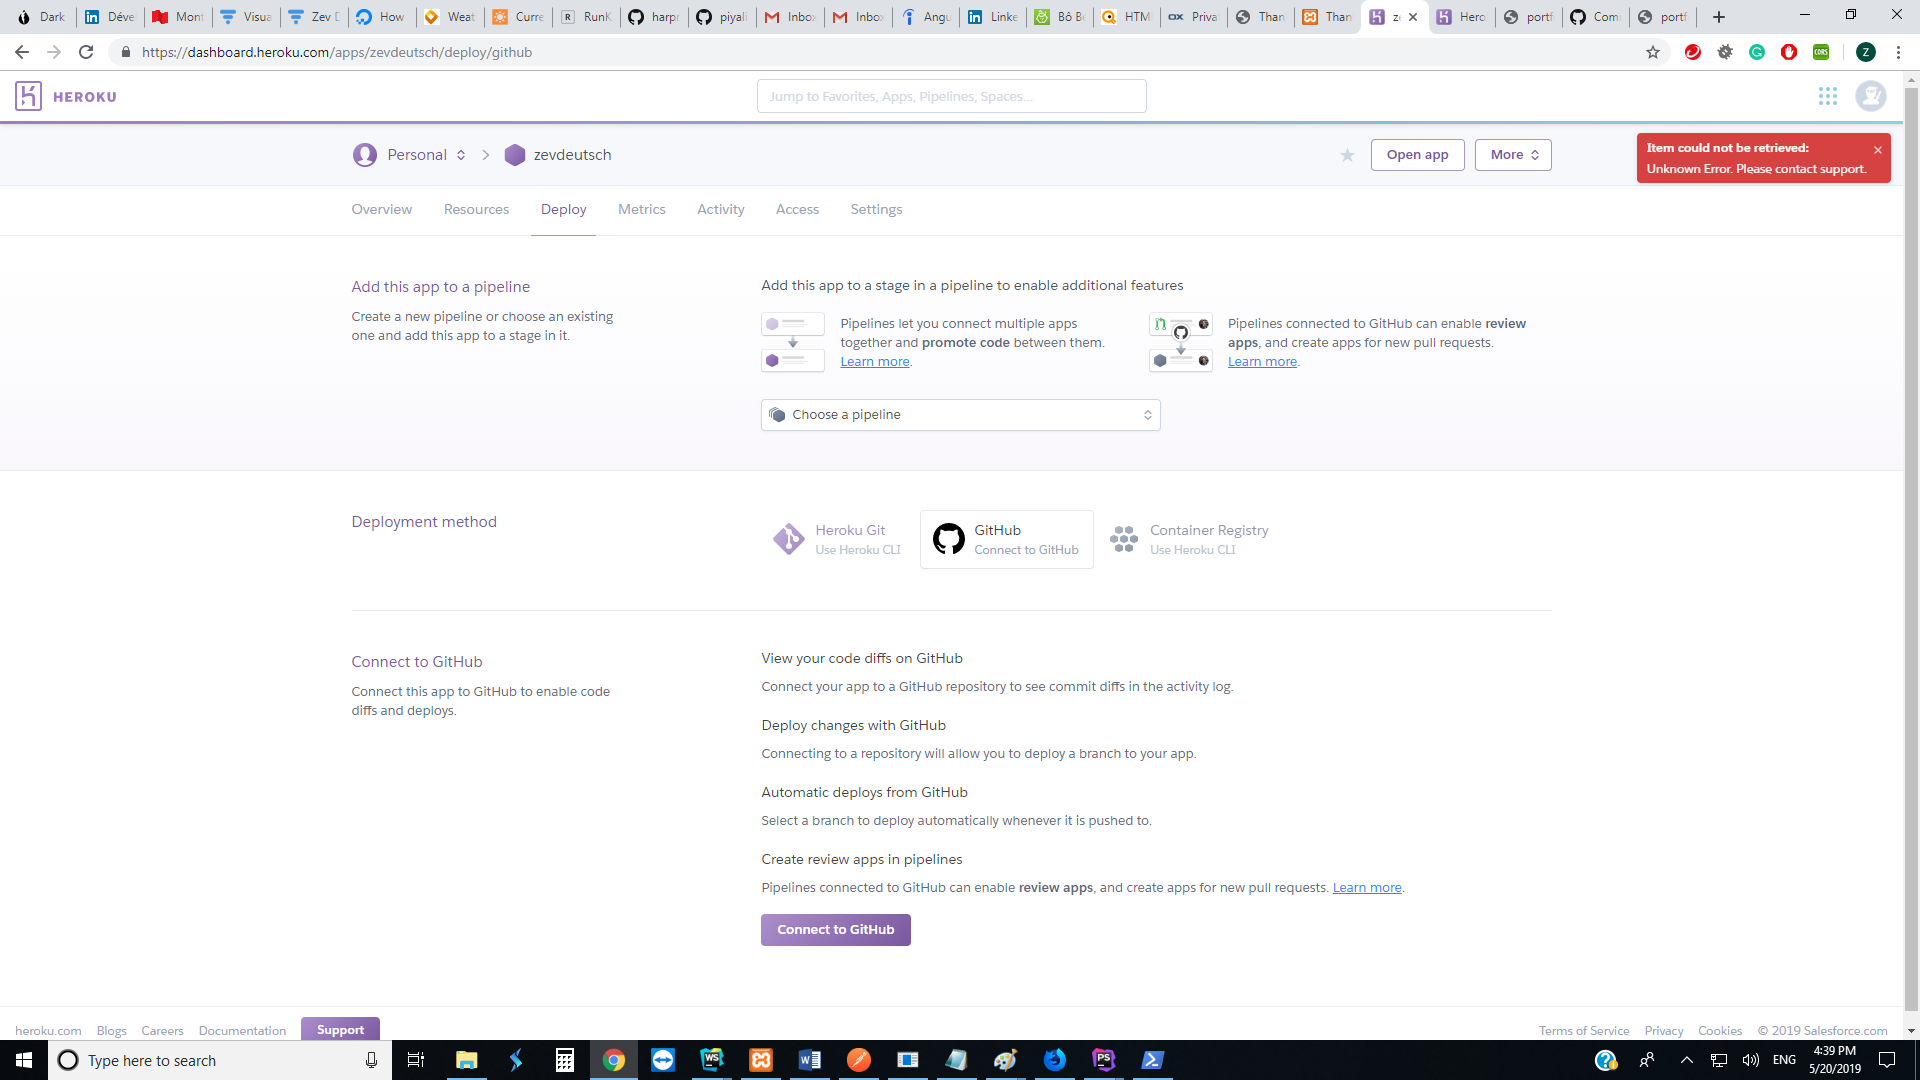 Dark
Déve
Mont
Visua
Zev D
How
Weat
Curre
RunK
harpr
piyali
Inbox
Inbox
Angu
Linke
Bô Bo
HTM
Priva
Than
Than
ze
Hero
portf
Com
portf
https://dashboard.heroku.com/apps/zevdeutsch/deploy/github
CORS
Z
HEROKU
Jump to Favorites, Apps, Pipelines, Spaces...
Personal
zevdeutsch
Open app
More
Item could not be retrieved:
Unknown Error. Please contact support.
Overview
Resources
Deploy
Metrics
Activity
Access
Settings
Add this app to a pipeline
Create a new pipeline or choose an existing
one and add this app to a stage in it.
Add this app to a stage in a pipeline to enable additional features
Pipelines let you connect multiple apps
together and promote code between them.
Learn more.
Pipelines connected to GitHub can enable review
apps, and create apps for new pull requests.
Learn more.
Choose a pipeline
Deployment method
Heroku Git
Use Heroku CLI
GitHub
Connect to GitHub
Container Registry
Use Heroku CLI
Connect to GitHub
Connect this app to GitHub to enable code
diffs and deploys.
View your code diffs on GitHub
Connect your app to a GitHub repository to see commit diffs in the activity log.
Deploy changes with GitHub
Connecting to a repository will allow you to deploy a branch to your app.
Automatic deploys from GitHub
Select a branch to deploy automatically whenever it is pushed to.
Create review apps in pipelines
Pipelines connected to GitHub can enable review apps, and create apps for new pull requests. Learn more.
Connect to GitHub
heroku.com
Blogs
Careers
Documentation
Support
Terms of Service
Privacy
Cookies
© 2019 Salesforce.com
Type here to search
WS
PS
ENG
4:39 PM
5/20/2019